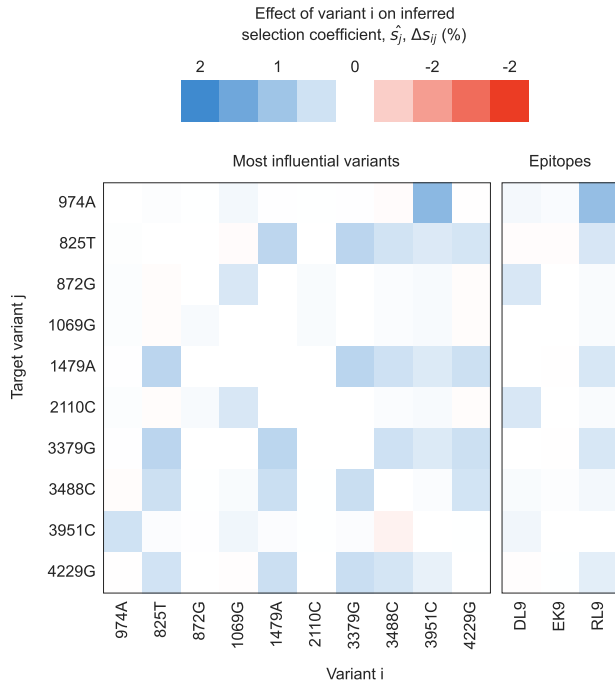 Effect of variant i on inferred
selection coefficient, ŝj, Δsij (%)
2 1 0 -2 -2
Most influential variants
Epitopes
Target variant j
974A
825T
872G
1069G
1479A
2110C
3379G
3488C
3951C
4229G
974A 825T 872G 1069G 1479A 2110C 3379G 3488C 3951C 4229G DL9 EK9 RL9
Variant i